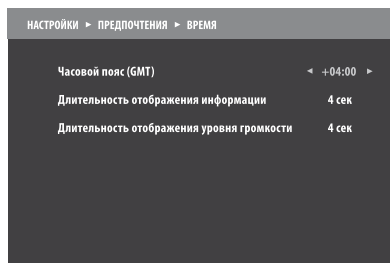 НАСТРОЙКИ ► ПРЕДПОЧТЕНИЯ ► ВРЕМЯ
Часовой пояс (GMT) ◄ +04:00 ►
Длительность отображения информации 4 сек
Длительность отображения уровня громкости 4 сек